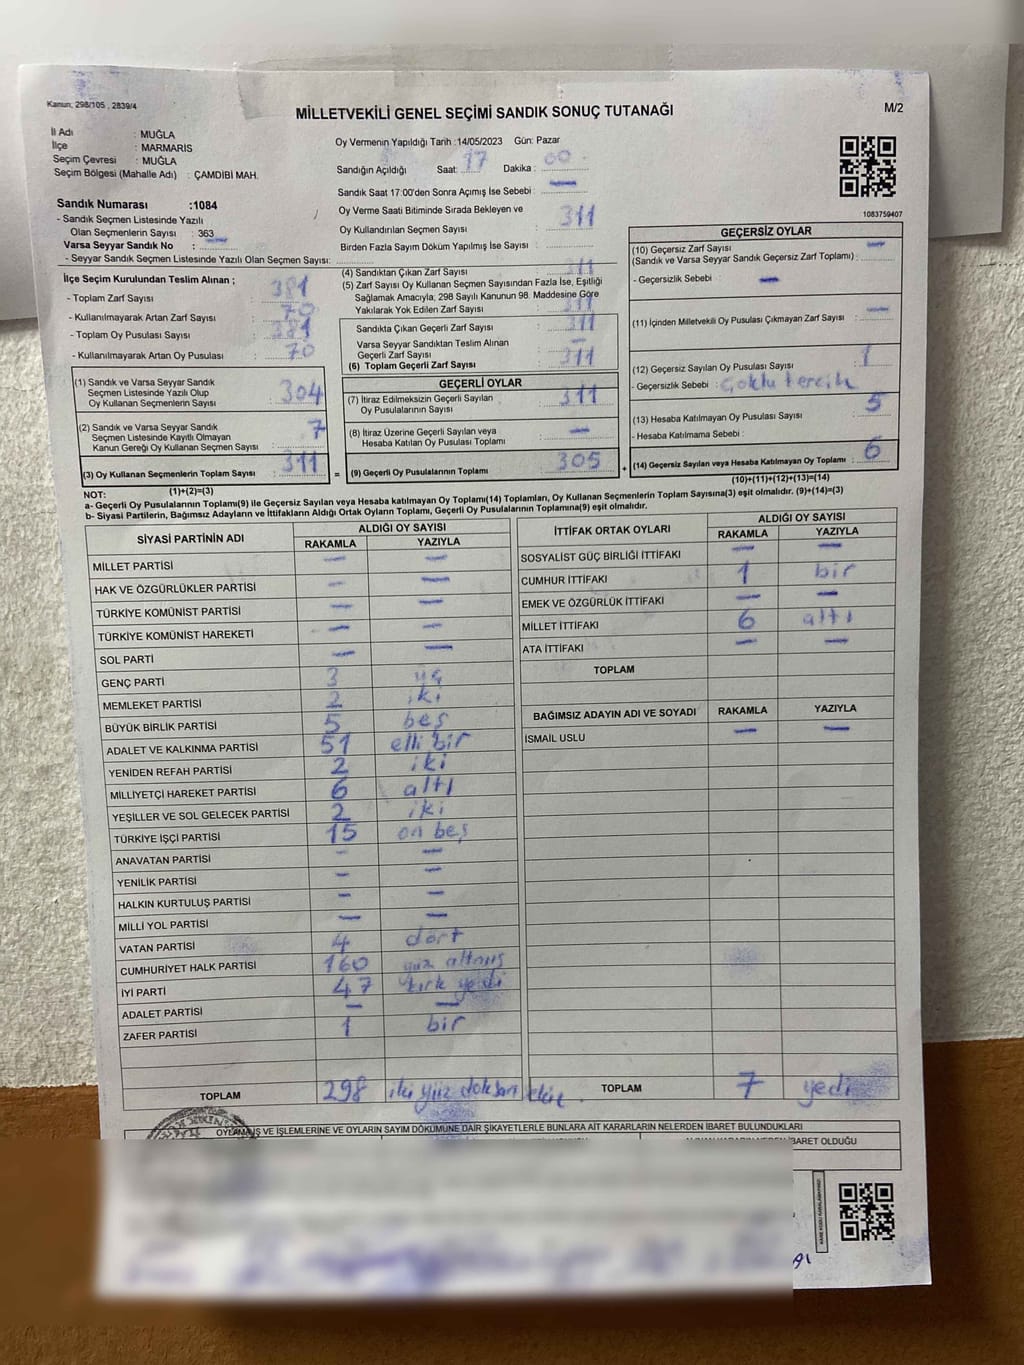 Kanun; 298/105 , 2839/4
MİLLETVEKİLİ GENEL SEÇİMİ SANDIK SONUÇ TUTANAĞI
M/2
İl Adı : MUĞLA
İlçe : MARMARİS
Seçim Çevresi : MUĞLA
Seçim Bölgesi (Mahalle Adı) : ÇAMDİBİ MAH.
Sandık Numarası :1084
- Sandık Seçmen Listesinde Yazılı
Olan Seçmenlerin Sayısı : 363
Varsa Seyyar Sandık No : —
- Seyyar Sandık Seçmen Listesinde Yazılı Olan Seçmen Sayısı:
Oy Vermenin Yapıldığı Tarih :14/05/2023 Gün: Pazar
Sandığın Açıldığı Saat: 17 Dakika : 00
Sandık Saat 17:00'den Sonra Açımış İse Sebebi : —
Oy Verme Saati Bitiminde Sırada Bekleyen ve
Oy Kullandırılan Seçmen Sayısı : 311
Birden Fazla Sayım Döküm Yapılmış İse Sayısı :
1083759407
İlçe Seçim Kurulundan Teslim Alınan ;
- Toplam Zarf Sayısı : 381
- Kullanılmayarak Artan Zarf Sayısı : 70
- Toplam Oy Pusulası Sayısı : 381
- Kullanılmayarak Artan Oy Pusulası : 70
(1) Sandık ve Varsa Seyyar Sandık
Seçmen Listesinde Yazılı Olup
Oy Kullanan Seçmenlerin Sayısı : 304
(2) Sandık ve Varsa Seyyar Sandık
Seçmen Listesinde Kayıtlı Olmayan
Kanun Gereği Oy Kullanan Seçmen Sayısı : 7
(3) Oy Kullanan Seçmenlerin Toplam Sayısı : 311
(1)+(2)=(3)
(4) Sandıktan Çıkan Zarf Sayısı : 311
(5) Zarf Sayısı Oy Kullanan Seçmen Sayısından Fazla İse, Eşitliği
Sağlamak Amacıyla; 298 Sayılı Kanunun 98. Maddesine Göre
Yakılarak Yok Edilen Zarf Sayısı : 311
Sandıkta Çıkan Geçerli Zarf Sayısı : 311
Varsa Seyyar Sandıktan Teslim Alınan
Geçerli Zarf Sayısı : —
(6) Toplam Geçerli Zarf Sayısı : 311
GEÇERLİ OYLAR
(7) İtiraz Edilmeksizin Geçerli Sayılan
Oy Pusulalarının Sayısı : 311
(8) İtiraz Üzerine Geçerli Sayılan veya
Hesaba Katılan Oy Pusulası Toplamı : —
= (9) Geçerli Oy Pusulalarının Toplamı : 305 +
GEÇERSİZ OYLAR
(10) Geçersiz Zarf Sayısı : —
(Sandık ve Varsa Seyyar Sandık Geçersiz Zarf Toplamı) :
- Geçersizlik Sebebi : —
(11) İçinden Milletvekili Oy Pusulası Çıkmayan Zarf Sayısı : —
(12) Geçersiz Sayılan Oy Pusulası Sayısı : 1
- Geçersizlik Sebebi : Çoklu tercih
(13) Hesaba Katılmayan Oy Pusulası Sayısı : 5
- Hesaba Katılmama Sebebi :
(14) Geçersiz Sayılan veya Hesaba Katılmayan Oy Toplamı : 6
(10)+(11)+(12)+(13)=(14)
NOT:
a- Geçerli Oy Pusulalarının Toplamı(9) ile Geçersiz Sayılan veya Hesaba katılmayan Oy Toplamı(14) Toplamları, Oy Kullanan Seçmenlerin Toplam Sayısına(3) eşit olmalıdır. (9)+(14)=(3)
b- Siyasi Partilerin, Bağımsız Adayların ve İttifakların Aldığı Ortak Oyların Toplamı, Geçerli Oy Pusulalarının Toplamına(9) eşit olmalıdır.
SİYASİ PARTİNİN ADI ALDIĞI OY SAYISI
RAKAMLA YAZIYLA
MİLLET PARTİSİ — —
HAK VE ÖZGÜRLÜKLER PARTİSİ — —
TÜRKİYE KOMÜNİST PARTİSİ — —
TÜRKİYE KOMÜNİST HAREKETİ — —
SOL PARTİ — —
GENÇ PARTİ 3 üç
MEMLEKET PARTİSİ 2 iki
BÜYÜK BİRLİK PARTİSİ 5 beş
ADALET VE KALKINMA PARTİSİ 51 elli bir
YENİDEN REFAH PARTİSİ 2 iki
MİLLİYETÇİ HAREKET PARTİSİ 6 altı
YEŞİLLER VE SOL GELECEK PARTİSİ 2 iki
TÜRKİYE İŞÇİ PARTİSİ 15 on beş
ANAVATAN PARTİSİ — —
YENİLİK PARTİSİ — —
HALKIN KURTULUŞ PARTİSİ — —
MİLLİ YOL PARTİSİ — —
VATAN PARTİSİ 4 dört
CUMHURİYET HALK PARTİSİ 160 yüz altmış
İYİ PARTİ 47 kırk yedi
ADALET PARTİSİ — —
ZAFER PARTİSİ 1 bir
TOPLAM 298 iki yüz doksan sekiz
İTTİFAK ORTAK OYLARI ALDIĞI OY SAYISI
RAKAMLA YAZIYLA
SOSYALİST GÜÇ BİRLİĞİ İTTİFAKI — —
CUMHUR İTTİFAKI 1 bir
EMEK VE ÖZGÜRLÜK İTTİFAKI — —
MİLLET İTTİFAKI 6 altı
ATA İTTİFAKI — —
TOPLAM
BAĞIMSIZ ADAYIN ADI VE SOYADI RAKAMLA YAZIYLA
İSMAİL USLU — —
TOPLAM 7 yedi
OYLAMA İŞ VE İŞLEMLERİNE VE OYLARIN SAYIM DÖKÜMÜNE DAİR ŞİKAYETLERLE BUNLARA AİT KARARLARIN NELERDEN İBARET BULUNDUKLARI
İBARET OLDUĞU